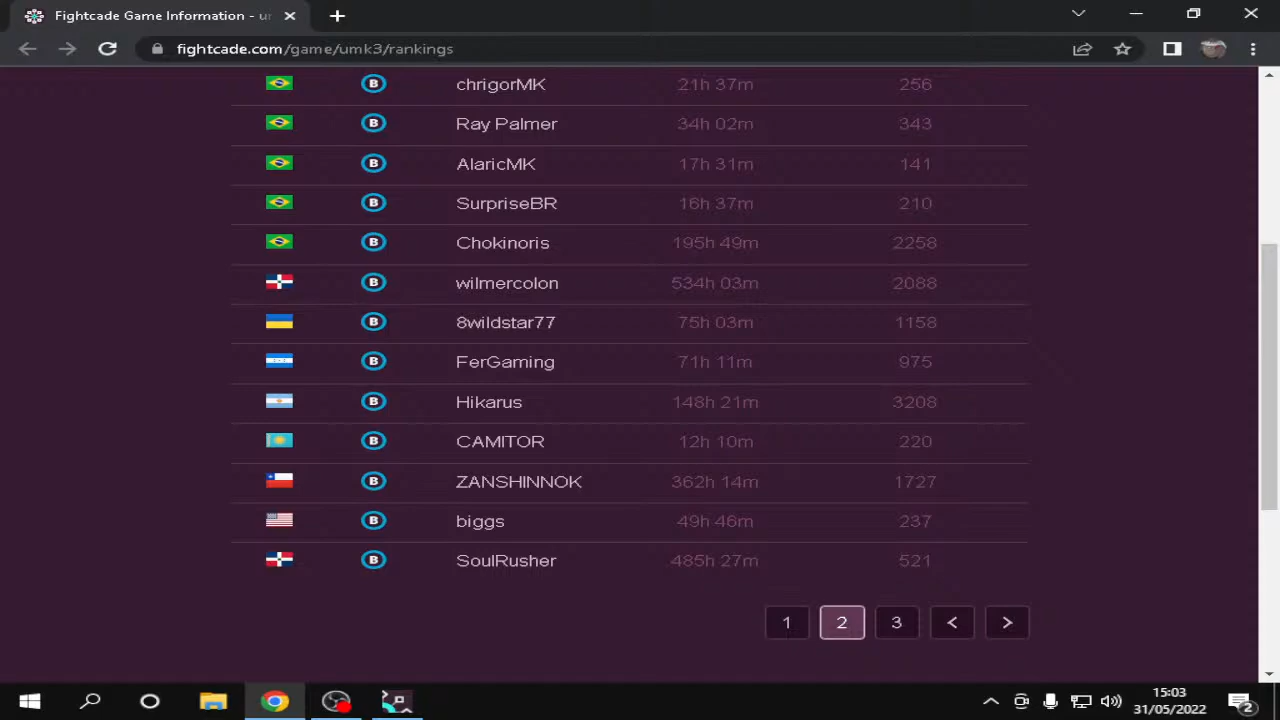 Fightcade Game Information - ur
fightcade.com/game/umk3/rankings
B chrigorMK 21h 37m 256
B Ray Palmer 34h 02m 343
B AlaricMK 17h 31m 141
B SurpriseBR 16h 37m 210
B Chokinoris 195h 49m 2258
B wilmercolon 534h 03m 2088
B 8wildstar77 75h 03m 1158
B FerGaming 71h 11m 975
B Hikarus 148h 21m 3208
B CAMITOR 12h 10m 220
B ZANSHINNOK 362h 14m 1727
B biggs 49h 46m 237
B SoulRusher 485h 27m 521
1 2 3 < >
15:03
31/05/2022
2